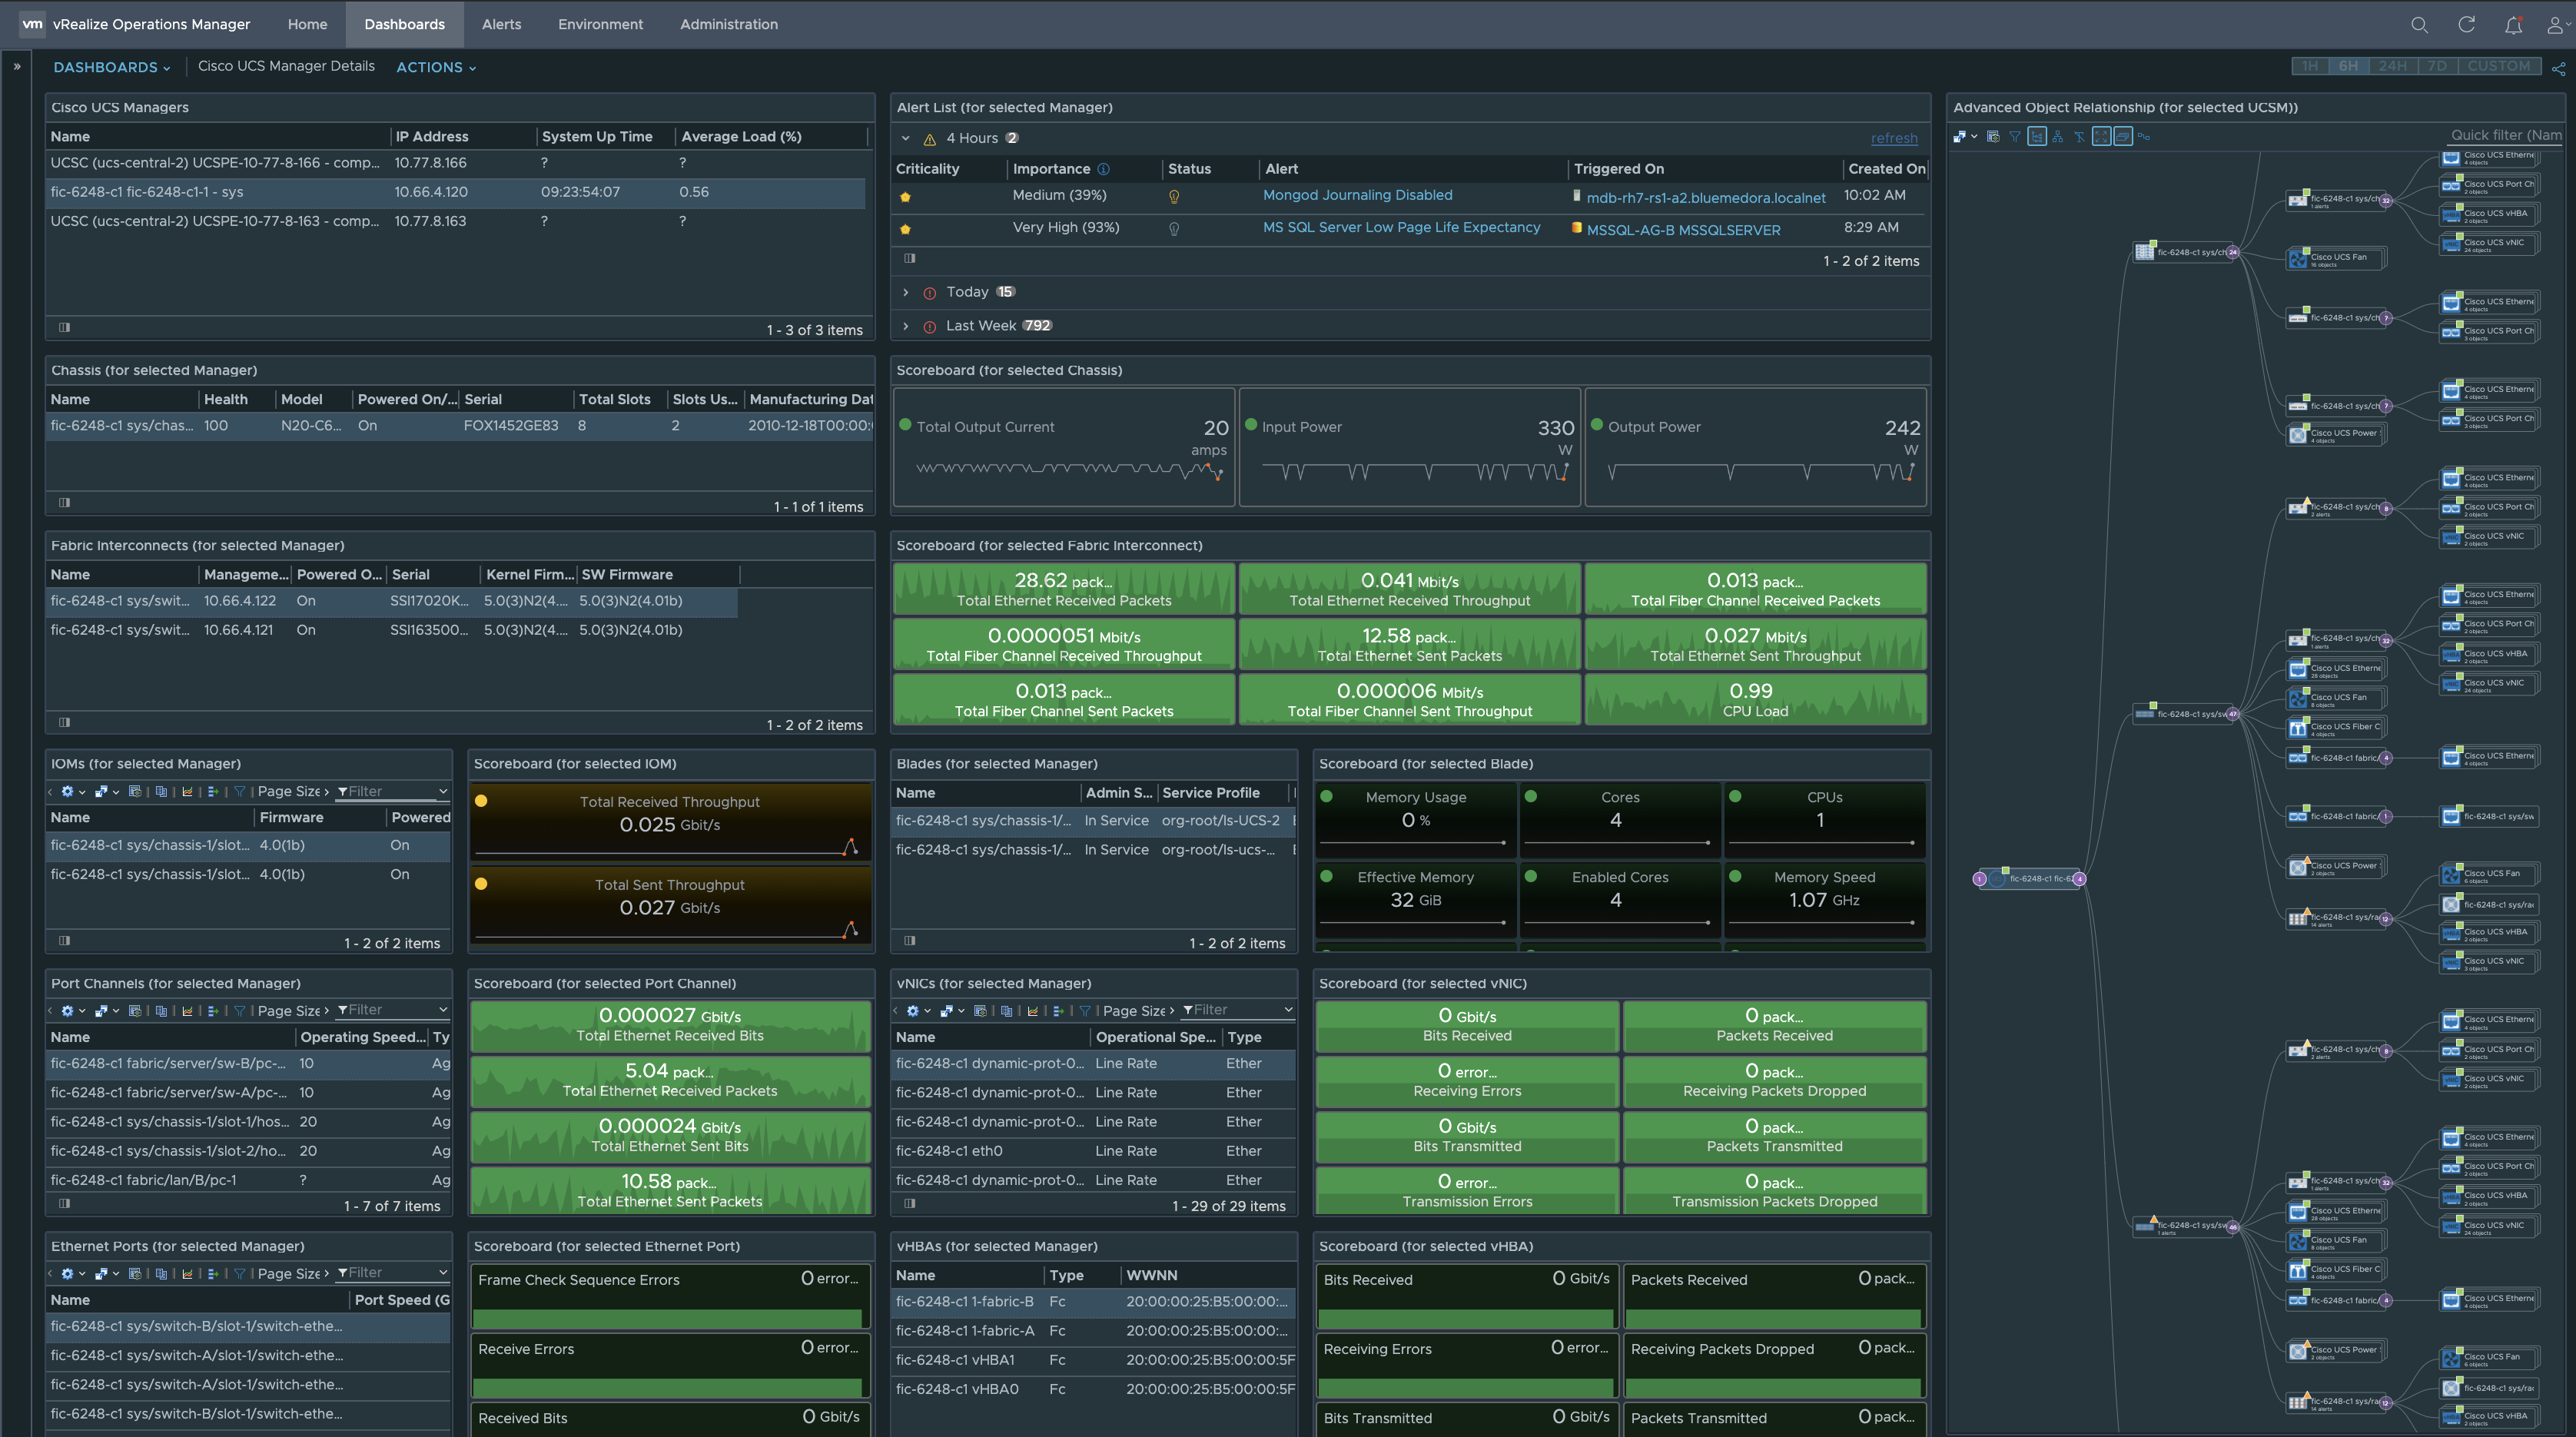 vm vRealize Operations Manager Home Dashboards Alerts Environment Administration
DASHBOARDS Cisco UCS Manager Details ACTIONS 1H 6H 24H 7D CUSTOM
Cisco UCS Managers
Name IP Address System Up Time Average Load (%)
UCSC (ucs-central-2) UCSPE-10-77-8-166 - comp... 10.77.8.166 ? ?
fic-6248-c1 fic-6248-c1-1 - sys 10.66.4.120 09:23:54:07 0.56
UCSC (ucs-central-2) UCSPE-10-77-8-163 - comp... 10.77.8.163 ? ?
1 - 3 of 3 items
Alert List (for selected Manager)
4 Hours 2 refresh
Criticality Importance Status Alert Triggered On Created On
Medium (39%) Mongod Journaling Disabled mdb-rh7-rs1-a2.bluemedora.localnet 10:02 AM
Very High (93%) MS SQL Server Low Page Life Expectancy MSSQL-AG-B MSSQLSERVER 8:29 AM
1 - 2 of 2 items
Today 15
Last Week 792
Chassis (for selected Manager)
Name Health Model Powered On/... Serial Total Slots Slots Us... Manufacturing Dat
fic-6248-c1 sys/chas... 100 N20-C6... On FOX1452GE83 8 2 2010-12-18T00:00:
1 - 1 of 1 items
Scoreboard (for selected Chassis)
Total Output Current 20 amps
Input Power 330 W
Output Power 242 W
Fabric Interconnects (for selected Manager)
Name Manageme... Powered O... Serial Kernel Firm... SW Firmware
fic-6248-c1 sys/swit... 10.66.4.122 On SSI17020K... 5.0(3)N2(4.... 5.0(3)N2(4.01b)
fic-6248-c1 sys/swit... 10.66.4.121 On SSI163500... 5.0(3)N2(4.... 5.0(3)N2(4.01b)
1 - 2 of 2 items
Scoreboard (for selected Fabric Interconnect)
28.62 pack... 0.041 Mbit/s 0.013 pack...
Total Ethernet Received Packets Total Ethernet Received Throughput Total Fiber Channel Received Packets
0.0000051 Mbit/s 12.58 pack... 0.027 Mbit/s
Total Fiber Channel Received Throughput Total Ethernet Sent Packets Total Ethernet Sent Throughput
0.013 pack... 0.000006 Mbit/s 0.99
Total Fiber Channel Sent Packets Total Fiber Channel Sent Throughput CPU Load
IOMs (for selected Manager)
Page Size Filter
Name Firmware Powered
fic-6248-c1 sys/chassis-1/slot... 4.0(1b) On
fic-6248-c1 sys/chassis-1/slot... 4.0(1b) On
1 - 2 of 2 items
Scoreboard (for selected IOM)
Total Received Throughput
0.025 Gbit/s
Total Sent Throughput
0.027 Gbit/s
Blades (for selected Manager)
Name Admin S... Service Profile
fic-6248-c1 sys/chassis-1/... In Service org-root/ls-UCS-2
fic-6248-c1 sys/chassis-1/... In Service org-root/ls-ucs-...
1 - 2 of 2 items
Scoreboard (for selected Blade)
Memory Usage Cores CPUs
0 % 4 1
Effective Memory Enabled Cores Memory Speed
32 GiB 4 1.07 GHz
Port Channels (for selected Manager)
Page Size Filter
Name Operating Speed... Ty
fic-6248-c1 fabric/server/sw-B/pc-... 10 Ag
fic-6248-c1 fabric/server/sw-A/pc-... 10 Ag
fic-6248-c1 sys/chassis-1/slot-1/hos... 20 Ag
fic-6248-c1 sys/chassis-1/slot-2/ho... 20 Ag
fic-6248-c1 fabric/lan/B/pc-1 ? Ag
1 - 7 of 7 items
Scoreboard (for selected Port Channel)
0.000027 Gbit/s
Total Ethernet Received Bits
5.04 pack...
Total Ethernet Received Packets
0.000024 Gbit/s
Total Ethernet Sent Bits
10.58 pack...
Total Ethernet Sent Packets
vNICs (for selected Manager)
Page Size Filter
Name Operational Spe... Type
fic-6248-c1 dynamic-prot-0... Line Rate Ether
fic-6248-c1 dynamic-prot-0... Line Rate Ether
fic-6248-c1 dynamic-prot-0... Line Rate Ether
fic-6248-c1 eth0 Line Rate Ether
fic-6248-c1 dynamic-prot-0... Line Rate Ether
1 - 29 of 29 items
Scoreboard (for selected vNIC)
0 Gbit/s 0 pack...
Bits Received Packets Received
0 error... 0 pack...
Receiving Errors Receiving Packets Dropped
0 Gbit/s 0 pack...
Bits Transmitted Packets Transmitted
0 error... 0 pack...
Transmission Errors Transmission Packets Dropped
Ethernet Ports (for selected Manager)
Page Size Filter
Name Port Speed (G
fic-6248-c1 sys/switch-B/slot-1/switch-ethe...
fic-6248-c1 sys/switch-A/slot-1/switch-ethe...
fic-6248-c1 sys/switch-A/slot-1/switch-ethe...
fic-6248-c1 sys/switch-B/slot-1/switch-ethe...
Scoreboard (for selected Ethernet Port)
Frame Check Sequence Errors 0 error...
Receive Errors 0 error...
Received Bits 0 Gbit/s
vHBAs (for selected Manager)
Name Type WWNN
fic-6248-c1 1-fabric-B Fc 20:00:00:25:B5:00:00:...
fic-6248-c1 1-fabric-A Fc 20:00:00:25:B5:00:00:...
fic-6248-c1 vHBA1 Fc 20:00:00:25:B5:00:00:5F
fic-6248-c1 vHBA0 Fc 20:00:00:25:B5:00:00:5F
Scoreboard (for selected vHBA)
Bits Received 0 Gbit/s Packets Received 0 pack...
Receiving Errors 0 error... Receiving Packets Dropped 0 pack...
Bits Transmitted 0 Gbit/s Packets Transmitted 0 pack...
Advanced Object Relationship (for selected UCSM))
Quick filter (Nam